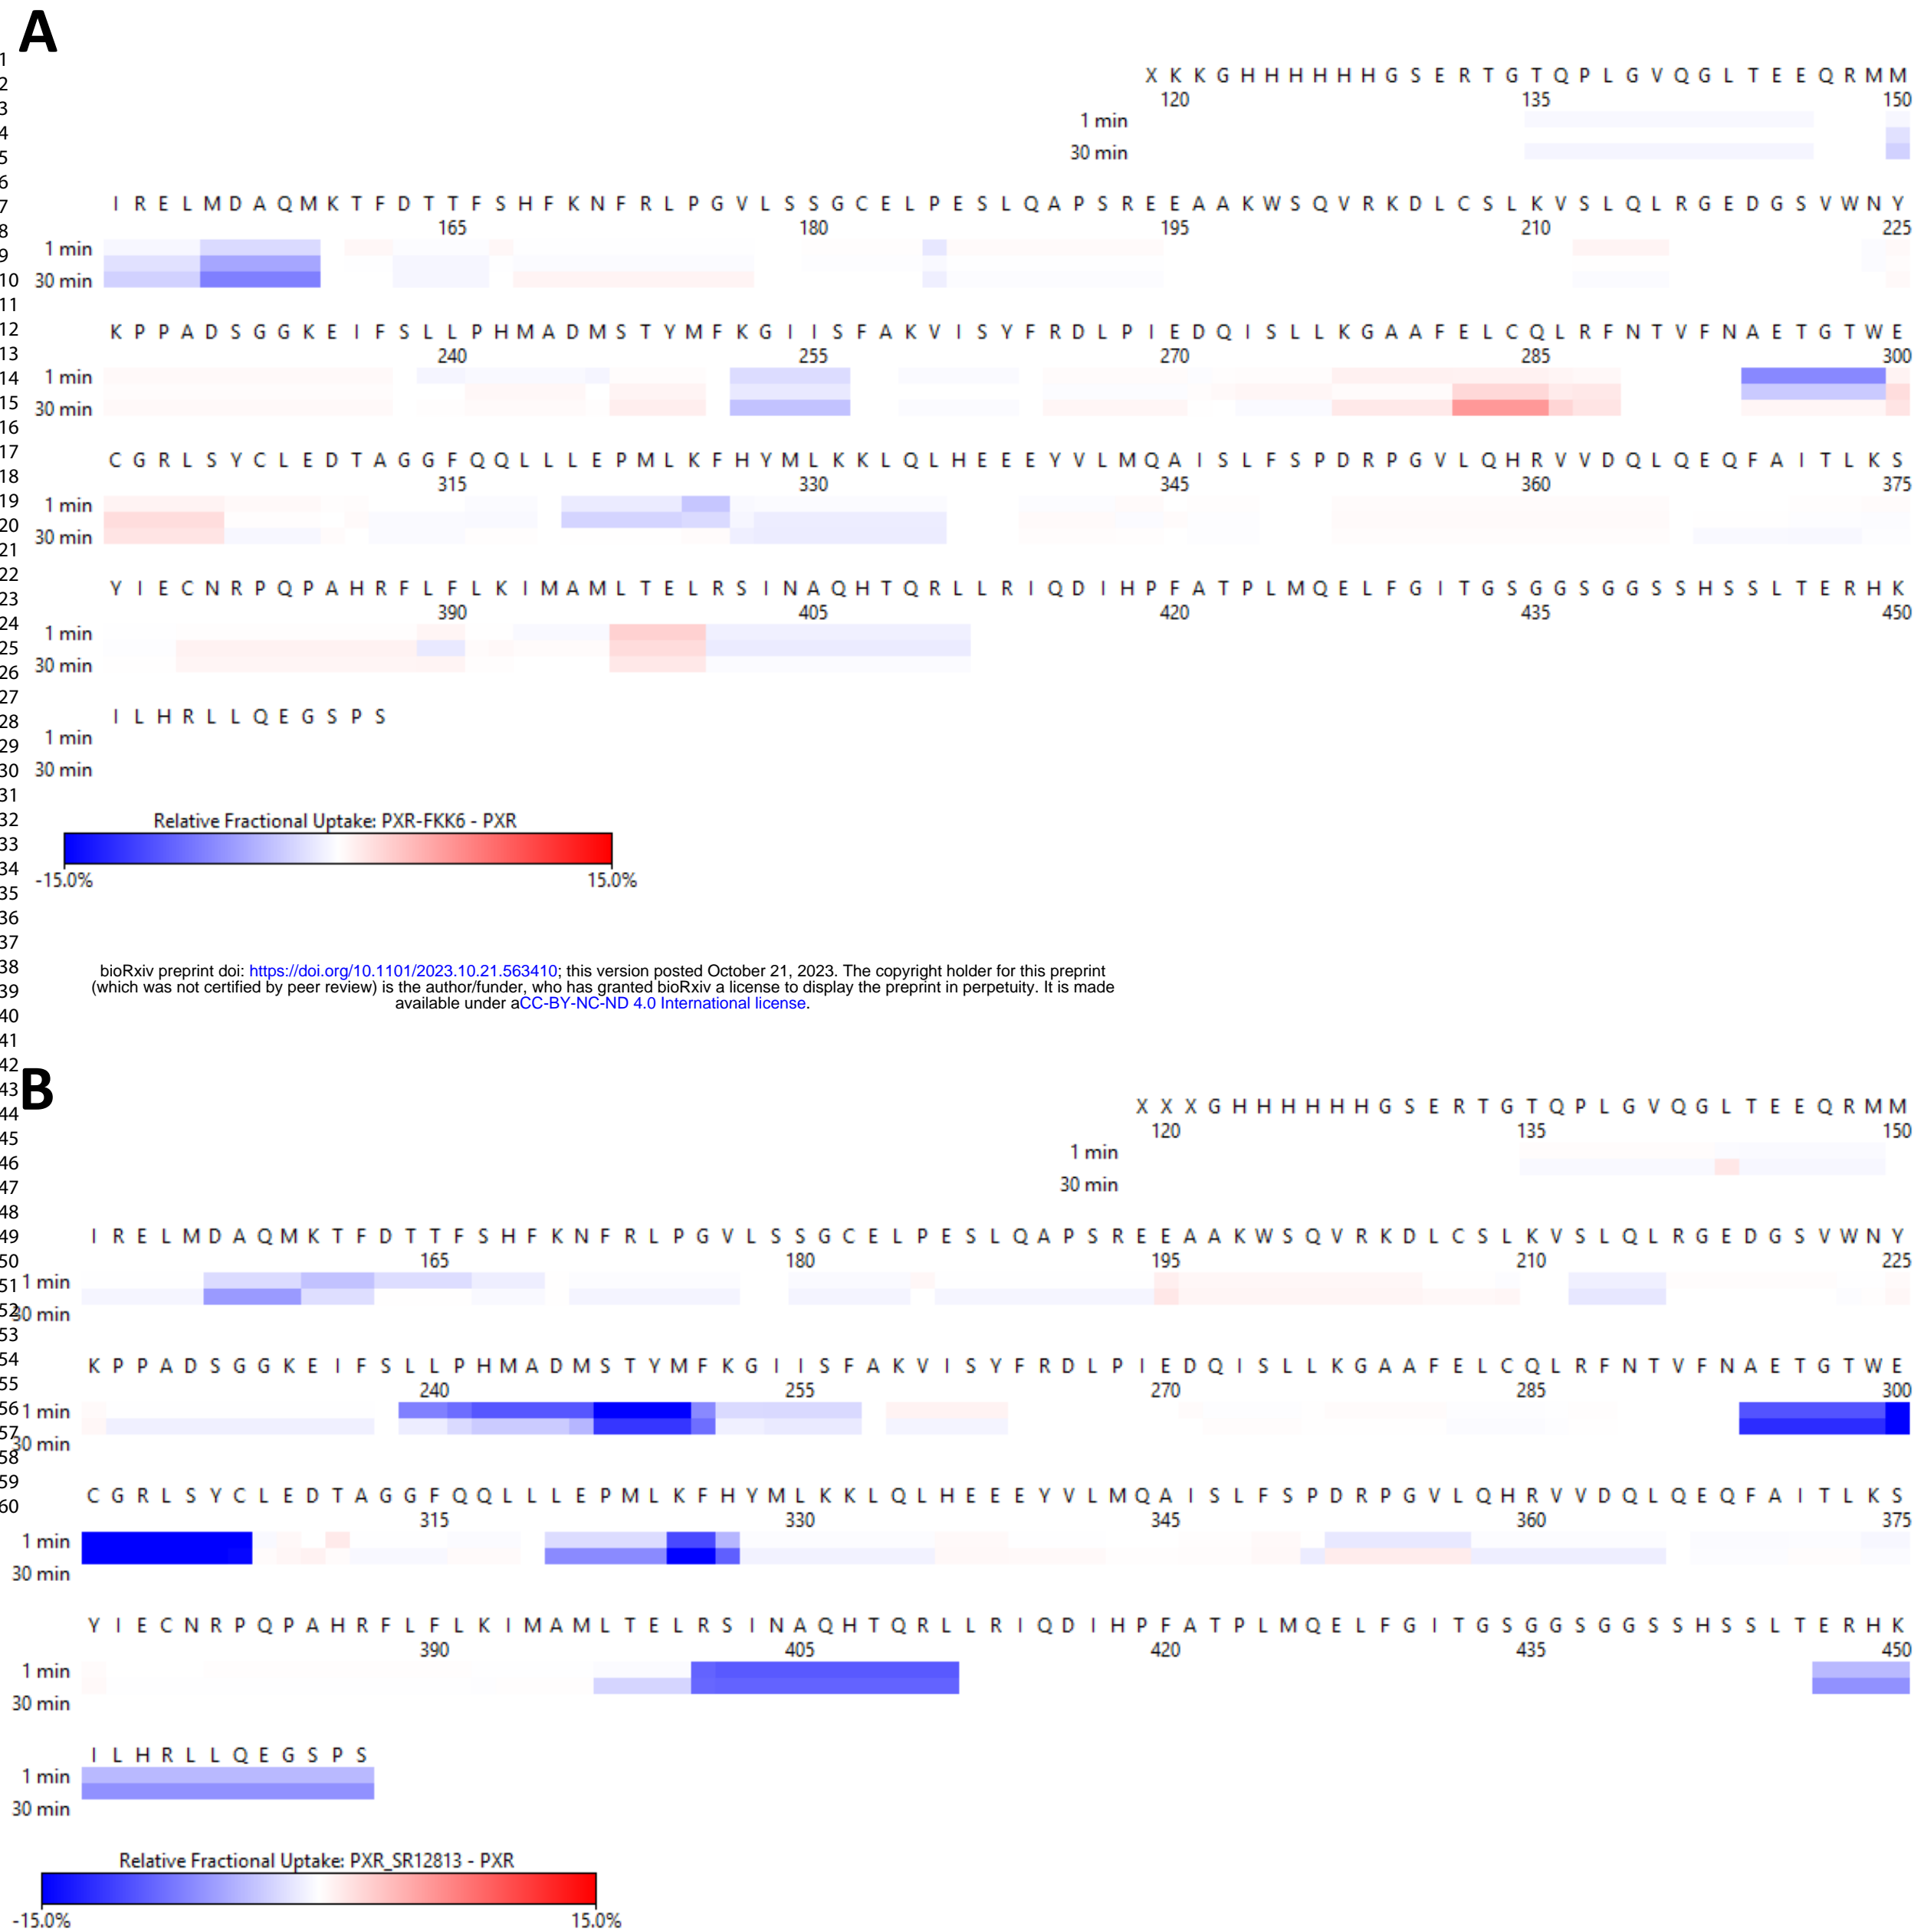 A
1
2
3
4
5
6
7
8
9
10
11
12
13
14
15
16
17
18
19
20
21
22
23
24
25
26
27
28
29
30
31
32
33
34
35
36
37
38
39
40
41
42
43
44
45
46
47
48
49
50
51
52
53
54
55
56
57
58
59
60
X K K G H H H H H H G S E R T G T Q P L G V Q G L T E E Q R M M
120 135 150
1 min
30 min
I R E L M D A Q M K T F D T T F S H F K N F R L P G V L S S G C E L P E S L Q A P S R E E A A K W S Q V R K D L C S L K V S L Q L R G E D G S V W N Y
165 180 195 210 225
1 min
30 min
K P P A D S G G K E I F S L L P H M A D M S T Y M F K G I I S F A K V I S Y F R D L P I E D Q I S L L K G A A F E L C Q L R F N T V F N A E T G T W E
240 255 270 285 300
1 min
30 min
C G R L S Y C L E D T A G G F Q Q L L L E P M L K F H Y M L K K L Q L H E E E Y V L M Q A I S L F S P D R P G V L Q H R V V D Q L Q E Q F A I T L K S
315 330 345 360 375
1 min
30 min
Y I E C N R P Q P A H R F L F L K I M A M L T E L R S I N A Q H T Q R L L R I Q D I H P F A T P L M Q E L F G I T G S G G S G G S S H S S L T E R H K
390 405 420 435 450
1 min
30 min
I L H R L L Q E G S P S
1 min
30 min
Relative Fractional Uptake: PXR-FKK6 - PXR
-15.0% 15.0%
bioRxiv preprint doi: https://doi.org/10.1101/2023.10.21.563410; this version posted October 21, 2023. The copyright holder for this preprint
(which was not certified by peer review) is the author/funder, who has granted bioRxiv a license to display the preprint in perpetuity. It is made
available under aCC-BY-NC-ND 4.0 International license.
B
X X X G H H H H H H G S E R T G T Q P L G V Q G L T E E Q R M M
120 135 150
1 min
30 min
I R E L M D A Q M K T F D T T F S H F K N F R L P G V L S S G C E L P E S L Q A P S R E E A A K W S Q V R K D L C S L K V S L Q L R G E D G S V W N Y
165 180 195 210 225
1 min
30 min
K P P A D S G G K E I F S L L P H M A D M S T Y M F K G I I S F A K V I S Y F R D L P I E D Q I S L L K G A A F E L C Q L R F N T V F N A E T G T W E
240 255 270 285 300
1 min
30 min
C G R L S Y C L E D T A G G F Q Q L L L E P M L K F H Y M L K K L Q L H E E E Y V L M Q A I S L F S P D R P G V L Q H R V V D Q L Q E Q F A I T L K S
315 330 345 360 375
1 min
30 min
Y I E C N R P Q P A H R F L F L K I M A M L T E L R S I N A Q H T Q R L L R I Q D I H P F A T P L M Q E L F G I T G S G G S G G S S H S S L T E R H K
390 405 420 435 450
1 min
30 min
I L H R L L Q E G S P S
1 min
30 min
Relative Fractional Uptake: PXR_SR12813 - PXR
-15.0% 15.0%